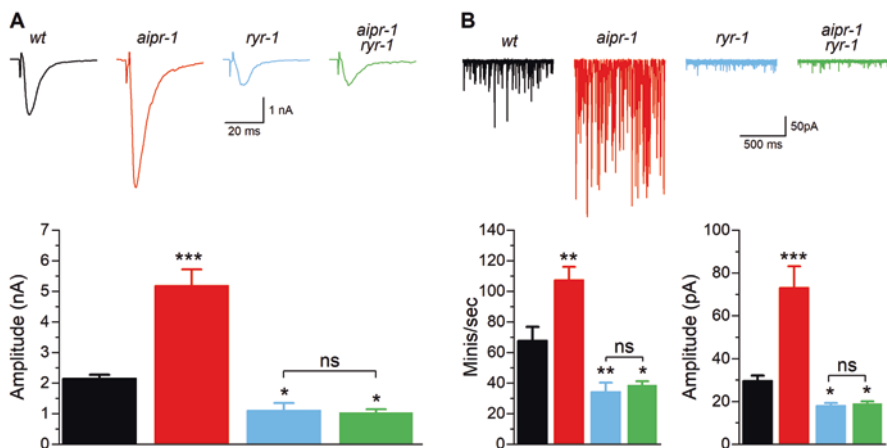 A
wt
aipr-1
ryr-1
aipr-1
ryr-1
1 nA
20 ms
Amplitude (nA)
7
6
5
4
3
2
1
0
***
ns
*
*
B
wt
aipr-1
ryr-1
aipr-1
ryr-1
50pA
500 ms
Minis/sec
140
120
100
80
60
40
20
0
**
ns
**
*
Amplitude (pA)
100
80
60
40
20
0
***
ns
*
*